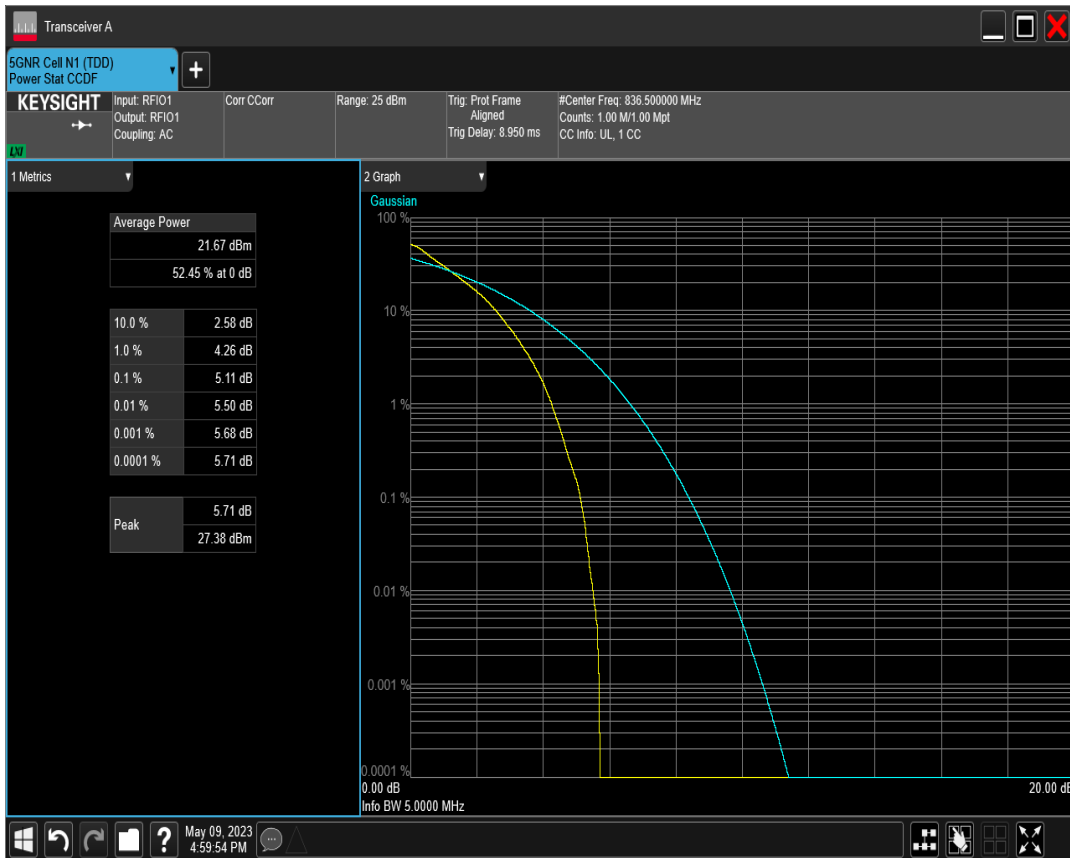 Transceiver A
5GNR Cell N1 (TDD)
Power Stat CCDF
KEYSIGHT
LXI
Input: RFIO1
Output: RFIO1
Coupling: AC
Corr CCorr
Range: 25 dBm
Trig: Prot Frame
Aligned
Trig Delay: 8.950 ms
#Center Freq: 836.500000 MHz
Counts: 1.00 M/1.00 Mpt
CC Info: UL, 1 CC
1 Metrics
Average Power
21.67 dBm
52.45 % at 0 dB
10.0 % 2.58 dB
1.0 % 4.26 dB
0.1 % 5.11 dB
0.01 % 5.50 dB
0.001 % 5.68 dB
0.0001 % 5.71 dB
Peak 5.71 dB
27.38 dBm
2 Graph
Gaussian
100 %
10 %
1 %
0.1 %
0.01 %
0.001 %
0.0001 %
0.00 dB 20.00 dB
Info BW 5.0000 MHz
May 09, 2023
4:59:54 PM